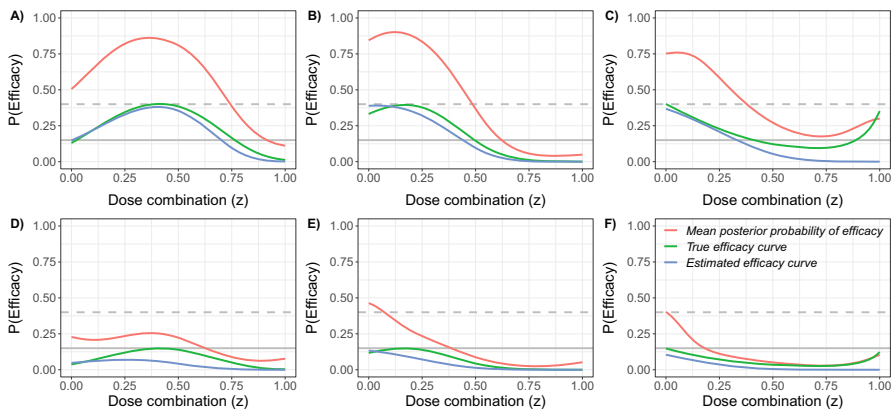 A)
P(Efficacy)
1.00
0.75
0.50
0.25
0.00
0.00 0.25 0.50 0.75 1.00
Dose combination (z)
B)
P(Efficacy)
1.00
0.75
0.50
0.25
0.00
0.00 0.25 0.50 0.75 1.00
Dose combination (z)
C)
P(Efficacy)
1.00
0.75
0.50
0.25
0.00
0.00 0.25 0.50 0.75 1.00
Dose combination (z)
D)
P(Efficacy)
1.00
0.75
0.50
0.25
0.00
0.00 0.25 0.50 0.75 1.00
Dose combination (z)
E)
P(Efficacy)
1.00
0.75
0.50
0.25
0.00
0.00 0.25 0.50 0.75 1.00
Dose combination (z)
F)
P(Efficacy)
1.00
0.75
0.50
0.25
0.00
Mean posterior probability of efficacy
True efficacy curve
Estimated efficacy curve
0.00 0.25 0.50 0.75 1.00
Dose combination (z)